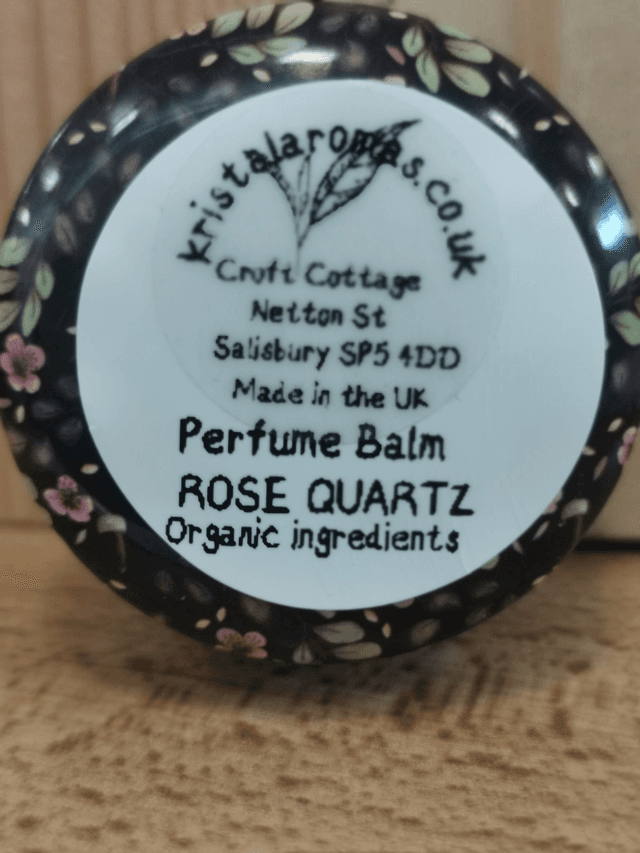 kristalaromas.co.uk
Croft Cottage
Netton St
Salisbury SP5 4DD
Made in the UK
Perfume Balm
ROSE QUARTZ
Organic ingredients